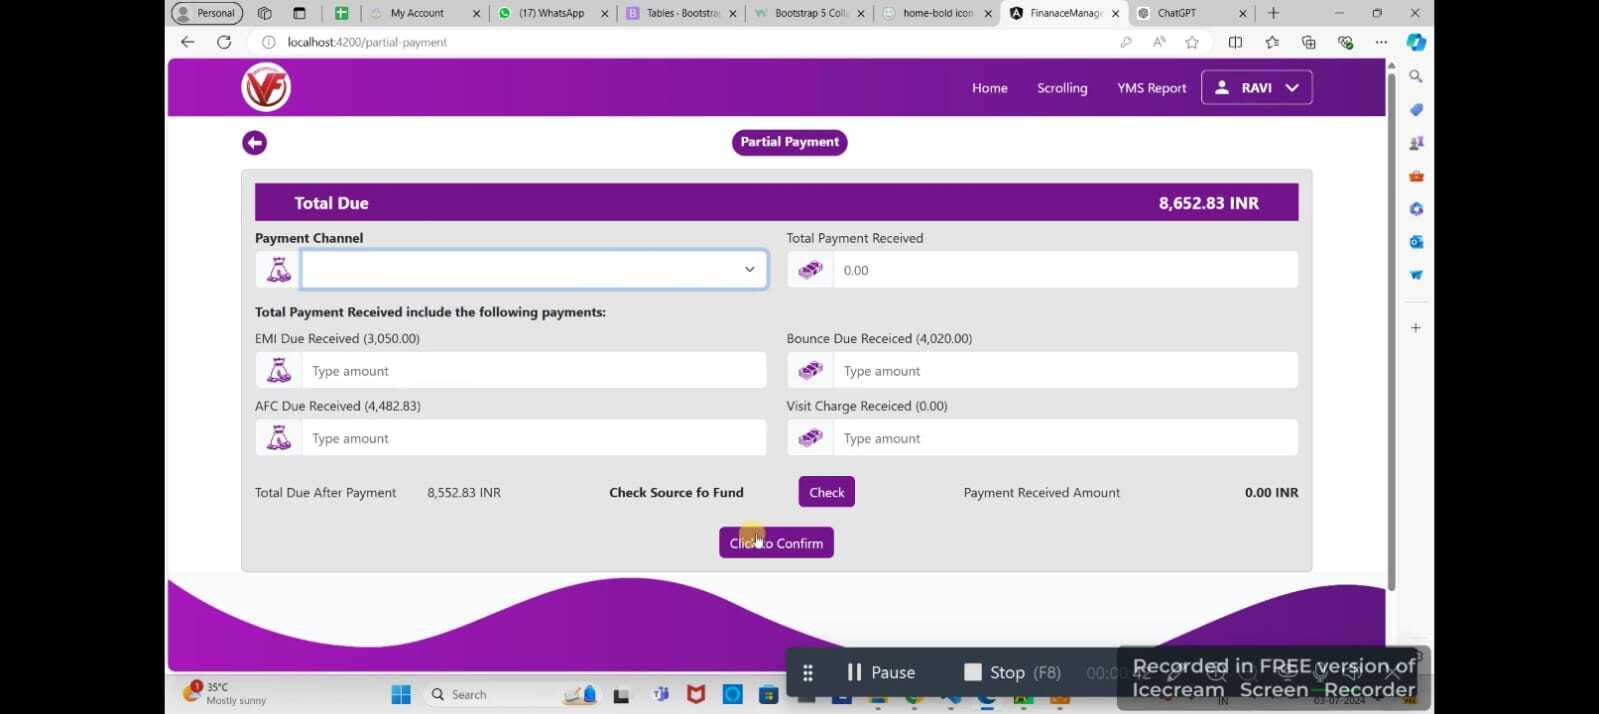 Personal
My Account
(17) WhatsApp
Tables - Bootstrap
Bootstrap 5 Coll
home-bold icon
FinanaceManage
ChatGPT
localhost:4200/partial-payment
VF
Home
Scrolling
YMS Report
RAVI
Partial Payment
Total Due
8,652.83 INR
Payment Channel
Total Payment Received
0.00
Total Payment Received include the following payments:
EMI Due Received (3,050.00)
Bounce Due Receiced (4,020.00)
Type amount
Type amount
AFC Due Received (4,482.83)
Visit Charge Receiced (0.00)
Type amount
Type amount
Total Due After Payment
8,552.83 INR
Check Source fo Fund
Check
Payment Received Amount
0.00 INR
Click to Confirm
Pause
Stop (F8)
Recorded in FREE version of
Icecream Screen Recorder
1
35°C
Mostly sunny
Search
IN
03-07-2024